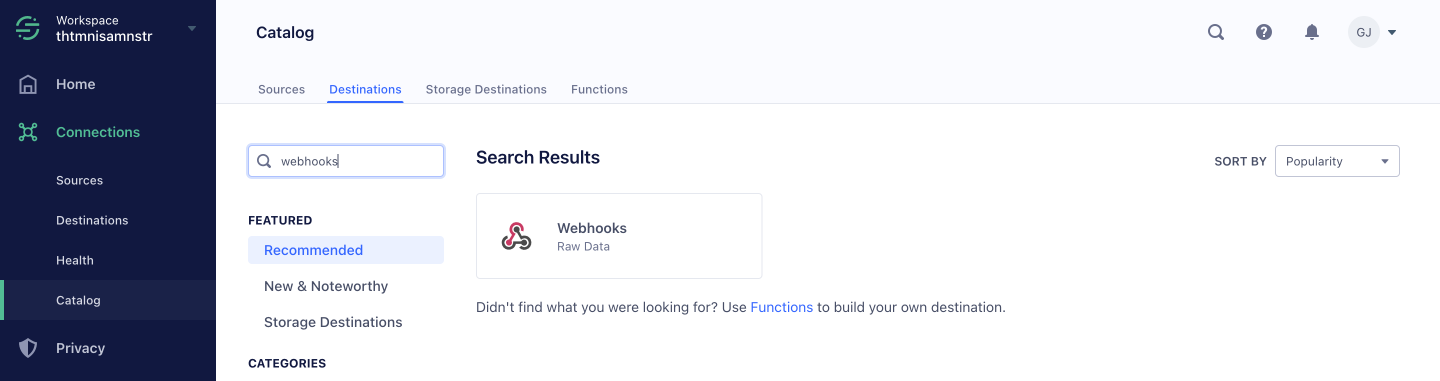 Workspace
thtmnisamnstr
Home
Connections
Sources
Destinations
Health
Catalog
Privacy
Catalog
GJ
Sources Destinations Storage Destinations Functions
webhooks
FEATURED
Recommended
New & Noteworthy
Storage Destinations
CATEGORIES
Search Results
SORT BY Popularity
Webhooks
Raw Data
Didn't find what you were looking for? Use Functions to build your own destination.